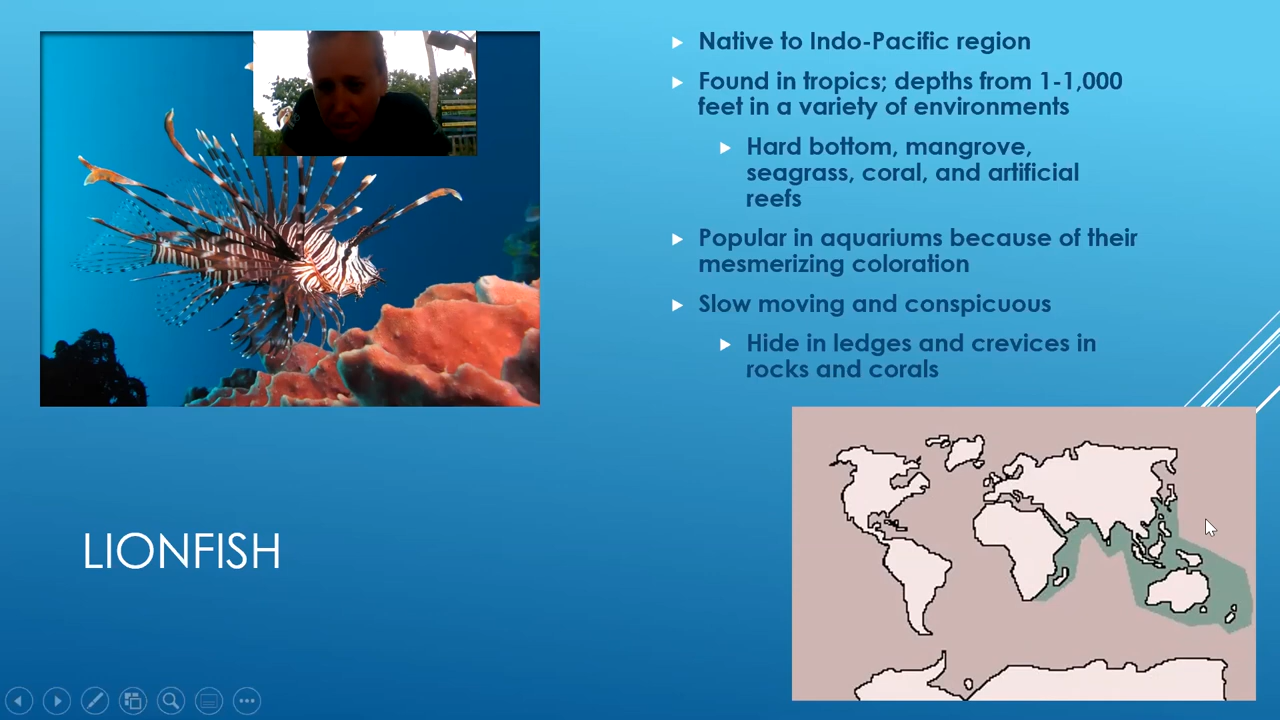 Native to Indo-Pacific region
Found in tropics; depths from 1-1,000
feet in a variety of environments
Hard bottom, mangrove,
seagrass, coral, and artificial
reefs
Popular in aquariums because of their
mesmerizing coloration
Slow moving and conspicuous
Hide in ledges and crevices in
rocks and corals
LIONFISH